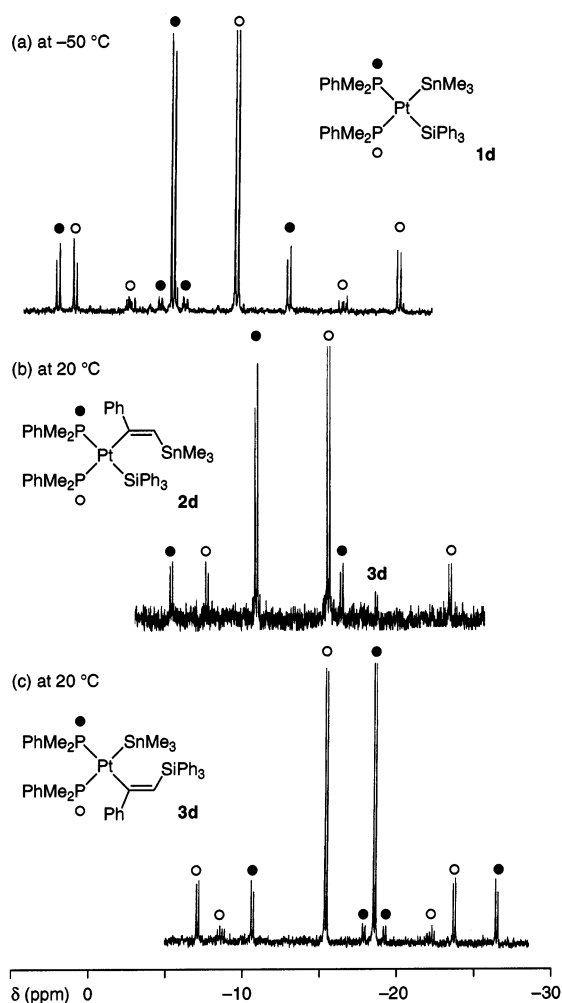 (a) at –50 °C
PhMe2P SnMe3
Pt
PhMe2P SiPh3
1d
(b) at 20 °C
Ph
PhMe2P
Pt SnMe3
PhMe2P SiPh3
2d
3d
(c) at 20 °C
PhMe2P SnMe3
Pt SiPh3
PhMe2P
Ph 3d
δ (ppm) 0 –10 –20 –30